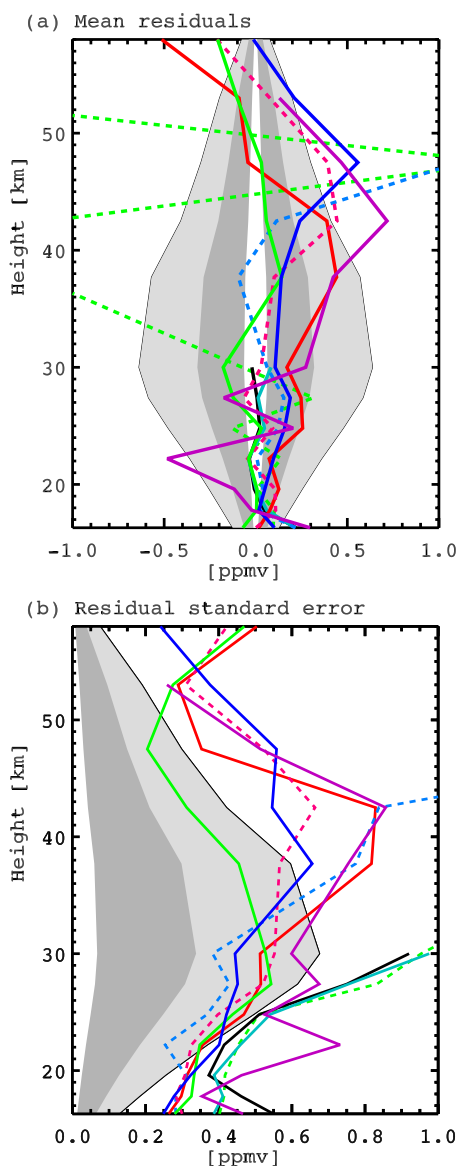 (a) Mean residuals
50
40
30
20
Height [km]
-1.0 -0.5 0.0 0.5 1.0
[ppmv]
(b) Residual standard error
50
40
30
20
Height [km]
0.0 0.2 0.4 0.6 0.8 1.0
[ppmv]